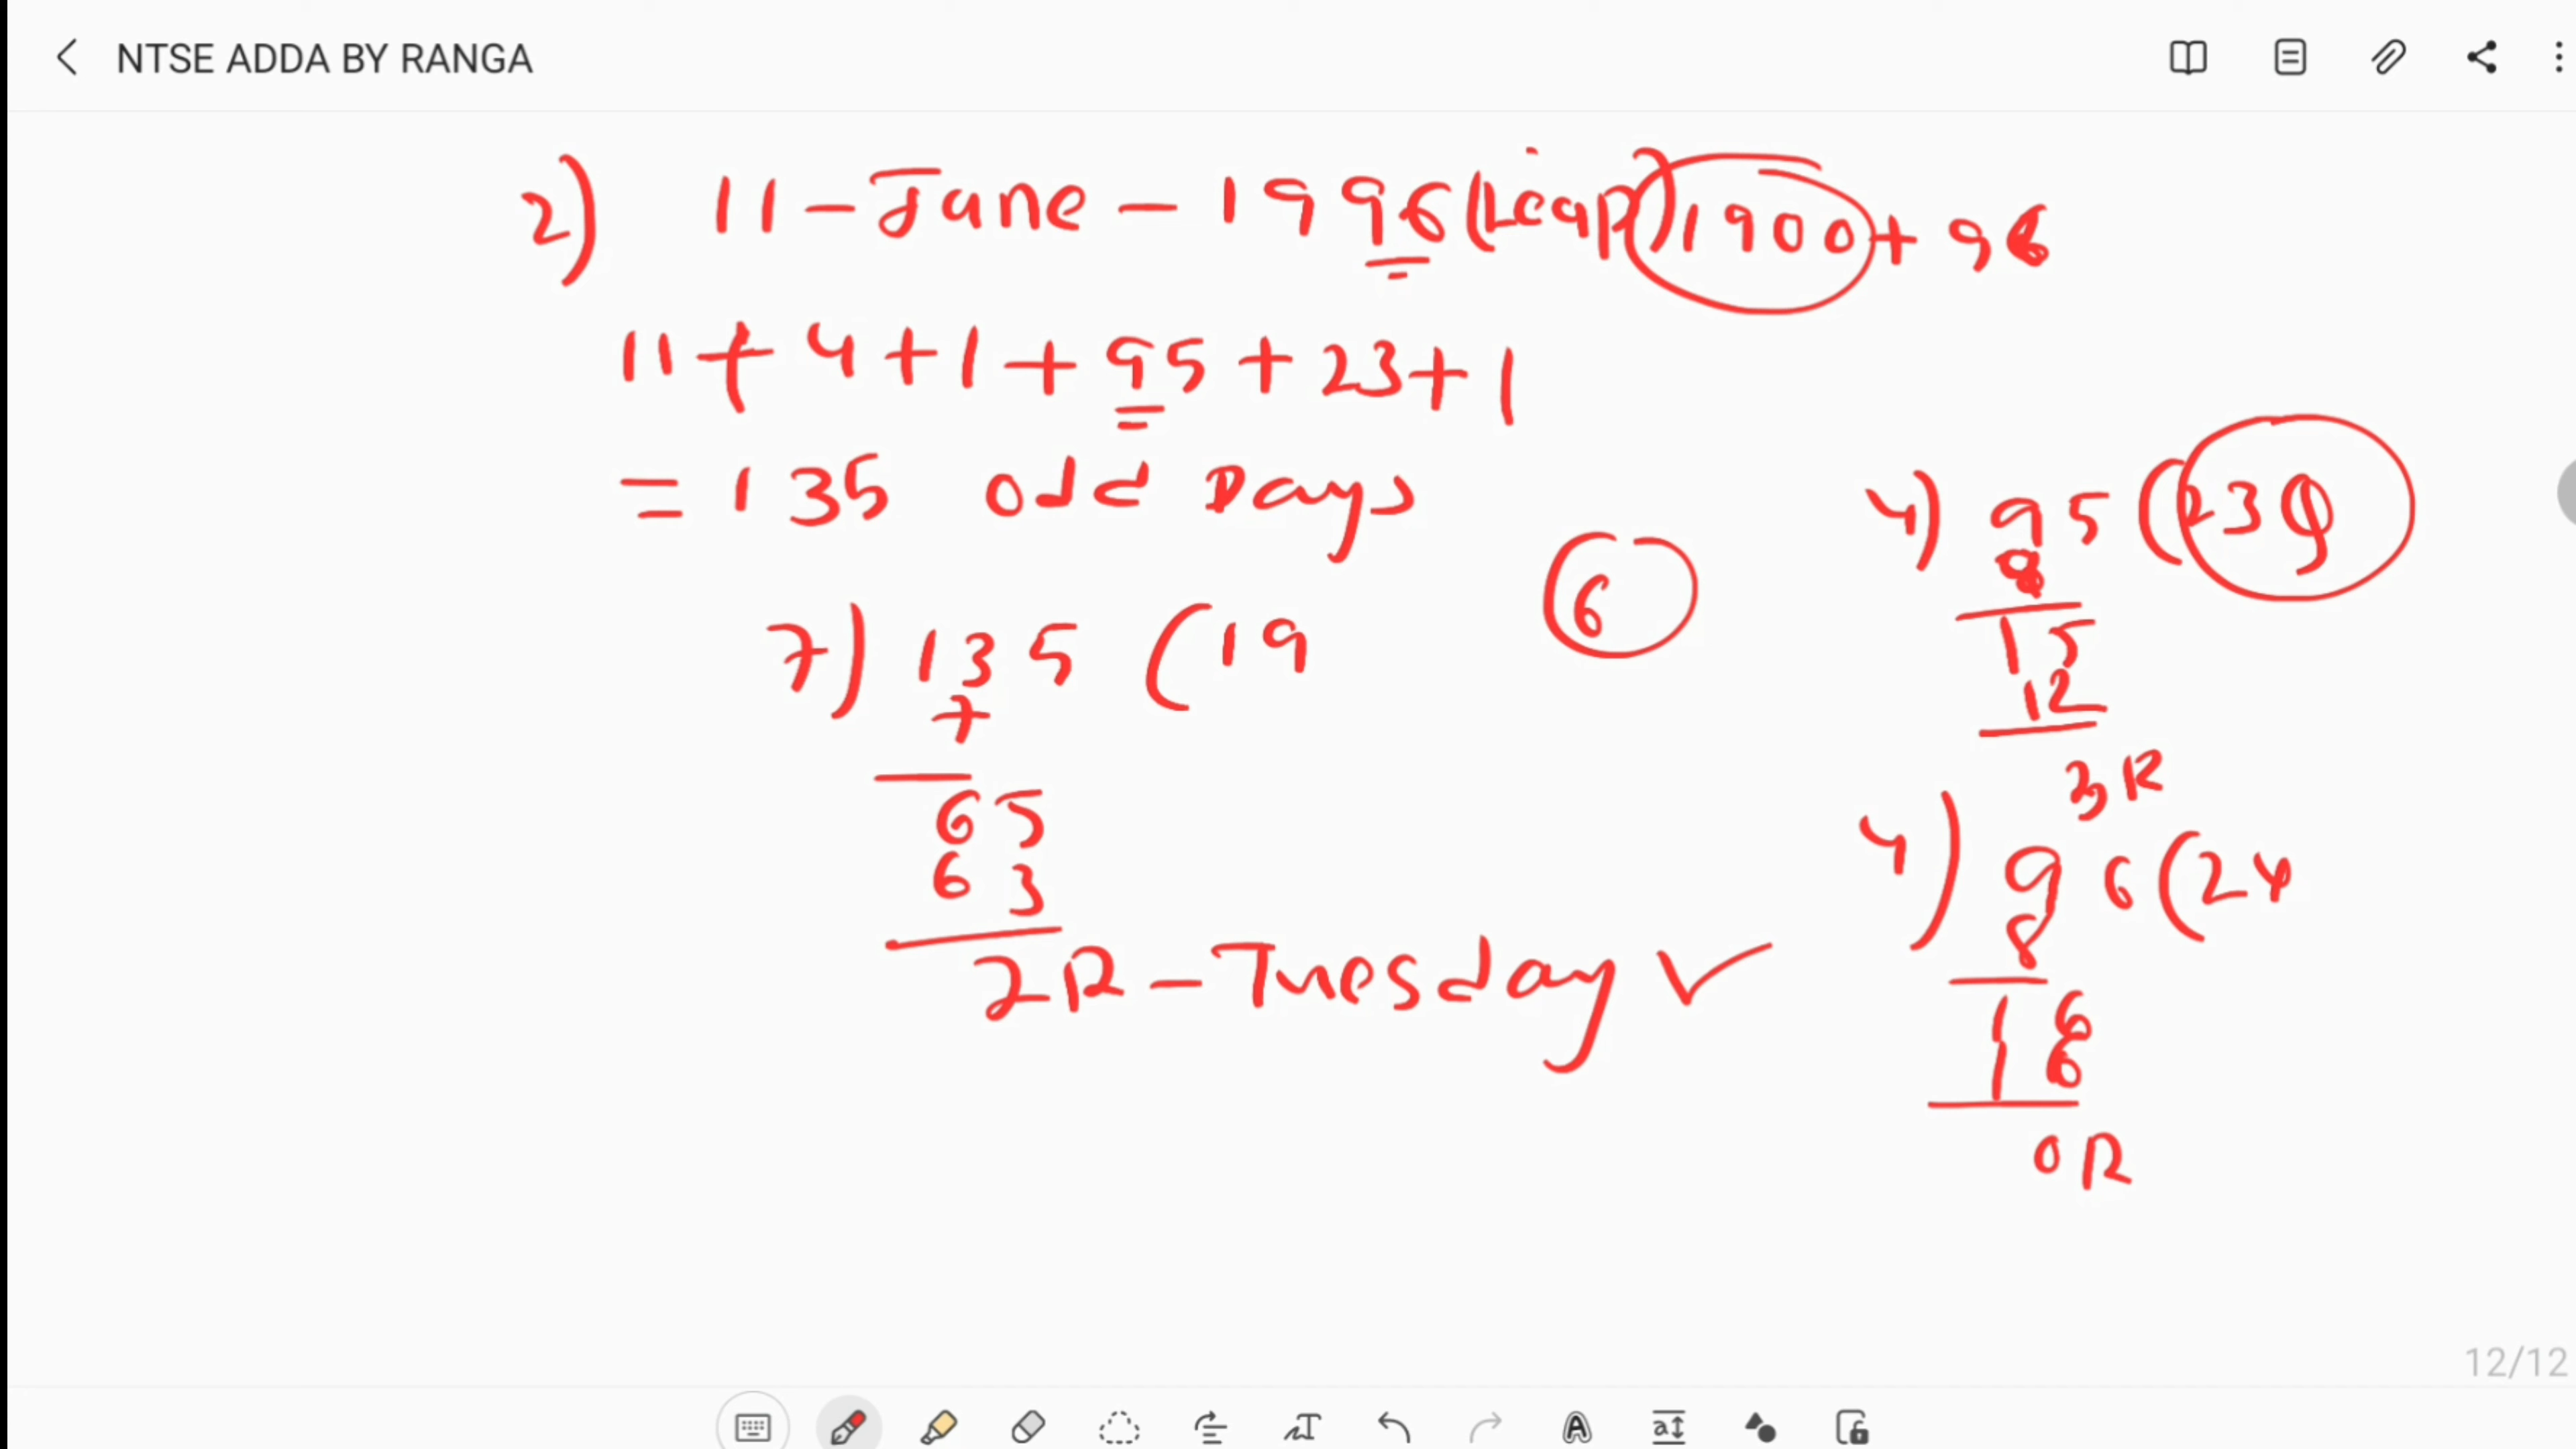 NTSE ADDA BY RANGA
2) 11 - June - 1996 (Leap) 1900 + 96
11 + 4 + 1 + 95 + 23 + 1
= 135 odd Days
6
7) 135 (19
7
65
63
2R - Tuesday ✓
4) 95 (23
8
15
12
3R
4) 96 (24
8
16
16
0R
12/12